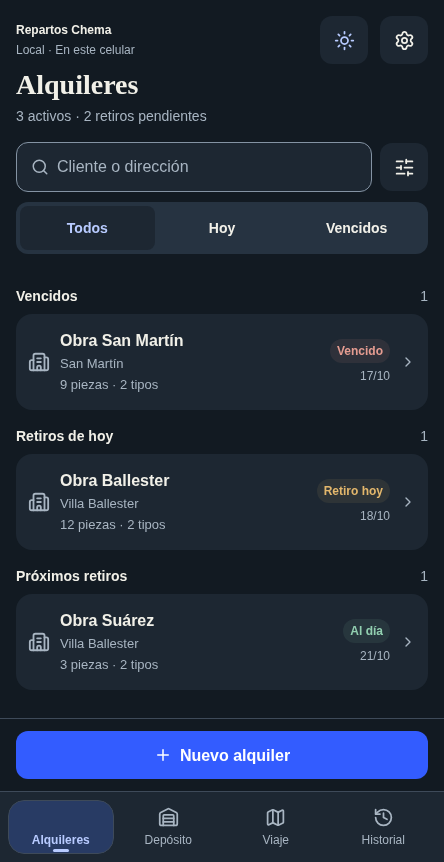 Repartos Chema
Local · En este celular
Alquileres
3 activos · 2 retiros pendientes
Cliente o dirección
Todos
Hoy
Vencidos
Vencidos
1
Obra San Martín
San Martín
9 piezas · 2 tipos
Vencido
17/10
Retiros de hoy
1
Obra Ballester
Villa Ballester
12 piezas · 2 tipos
Retiro hoy
18/10
Próximos retiros
1
Obra Suárez
Villa Ballester
3 piezas · 2 tipos
Al día
21/10
Nuevo alquiler
Alquileres
Depósito
Viaje
Historial